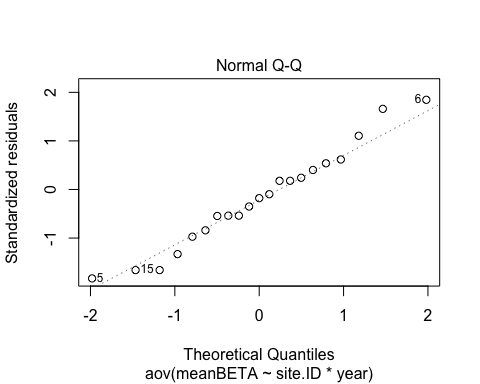 Normal Q-Q
Standardized residuals
2
1
0
-1
6
15
5
-2 -1 0 1 2
Theoretical Quantiles
aov(meanBETA ~ site.ID * year)